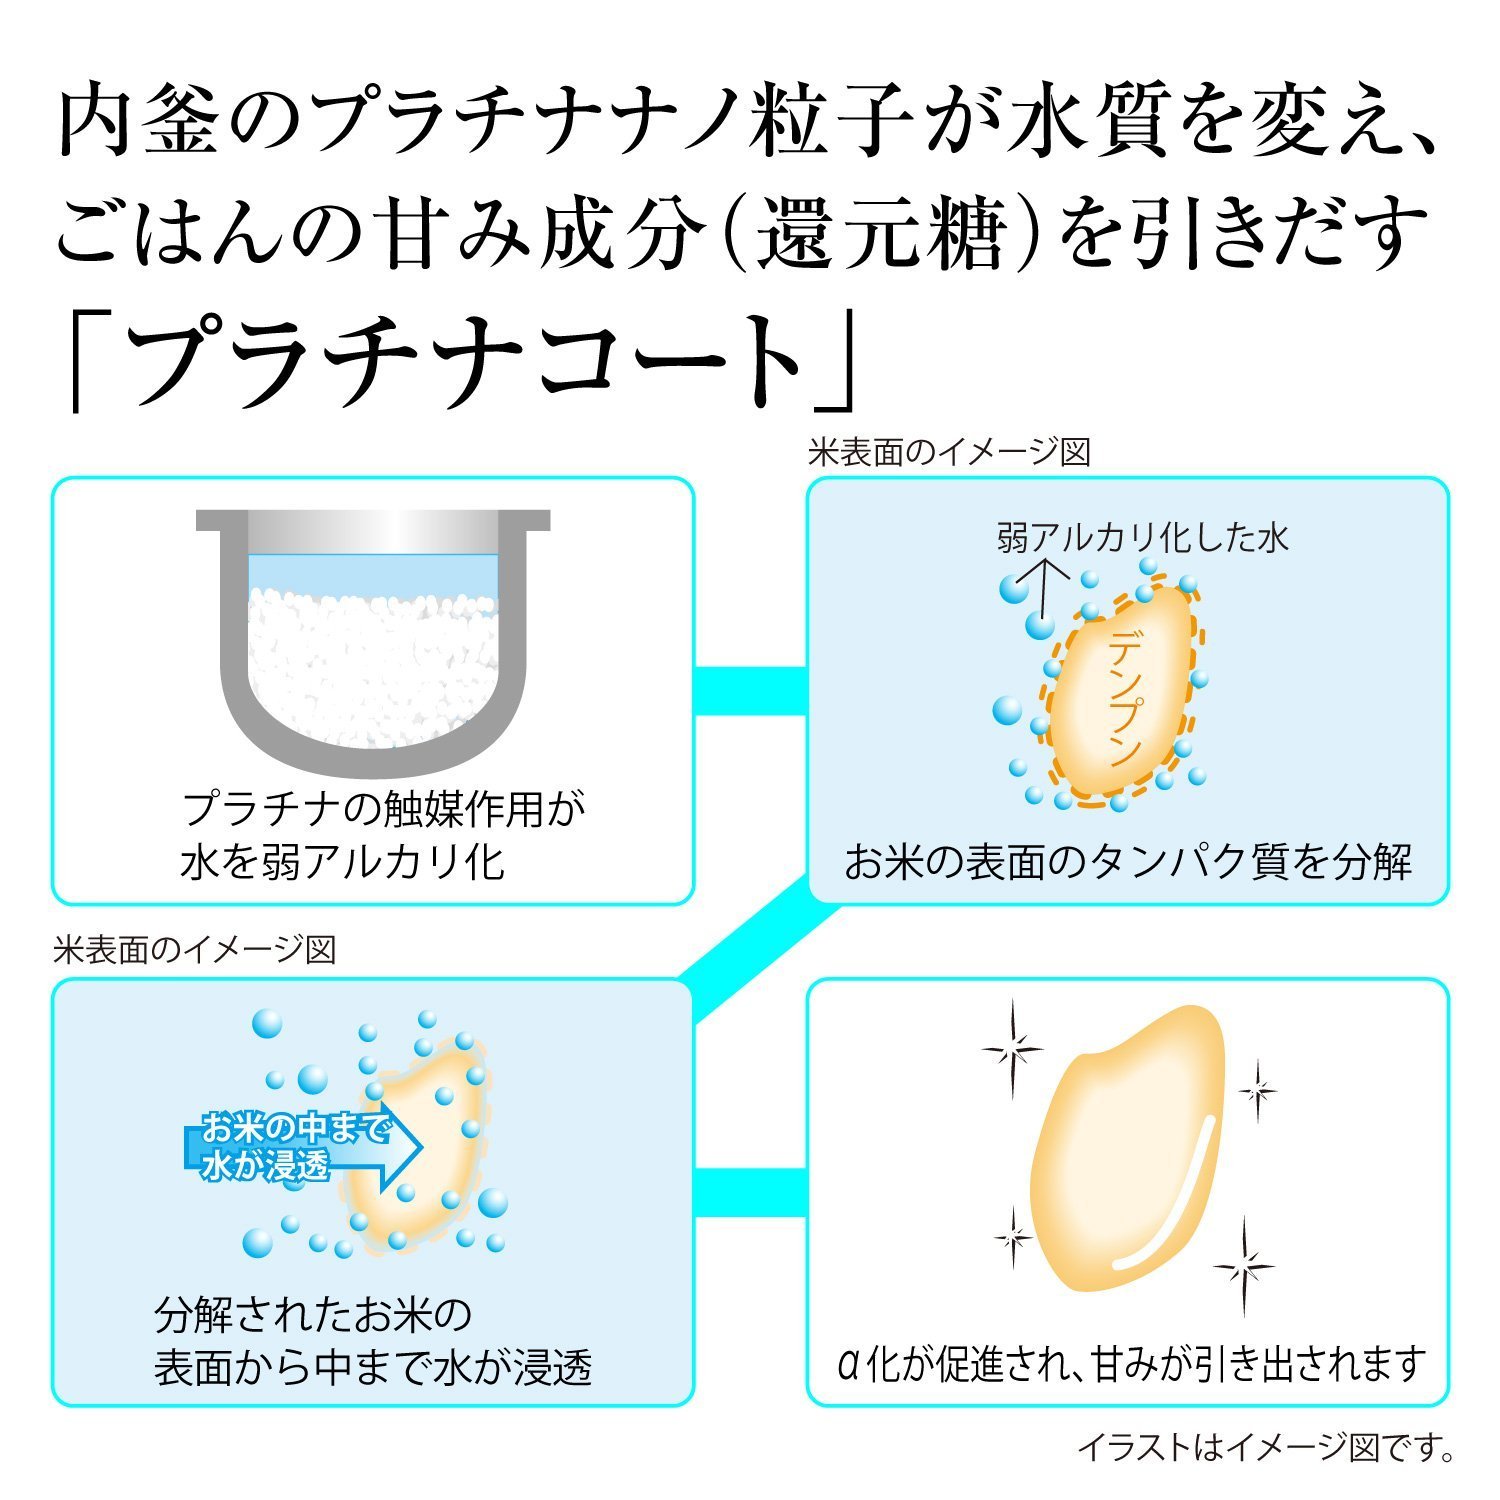 内釜のプラチナナノ粒子が水質を変え、
ごはんの甘み成分（還元糖）を引きだす
「プラチナコート」
プラチナの触媒作用が
水を弱アルカリ化
米表面のイメージ図
弱アルカリ化した水
デンプン
お米の表面のタンパク質を分解
米表面のイメージ図
お米の中まで
水が浸透
分解されたお米の
表面から中まで水が浸透
α化が促進され、甘みが引き出されます
イラストはイメージ図です。